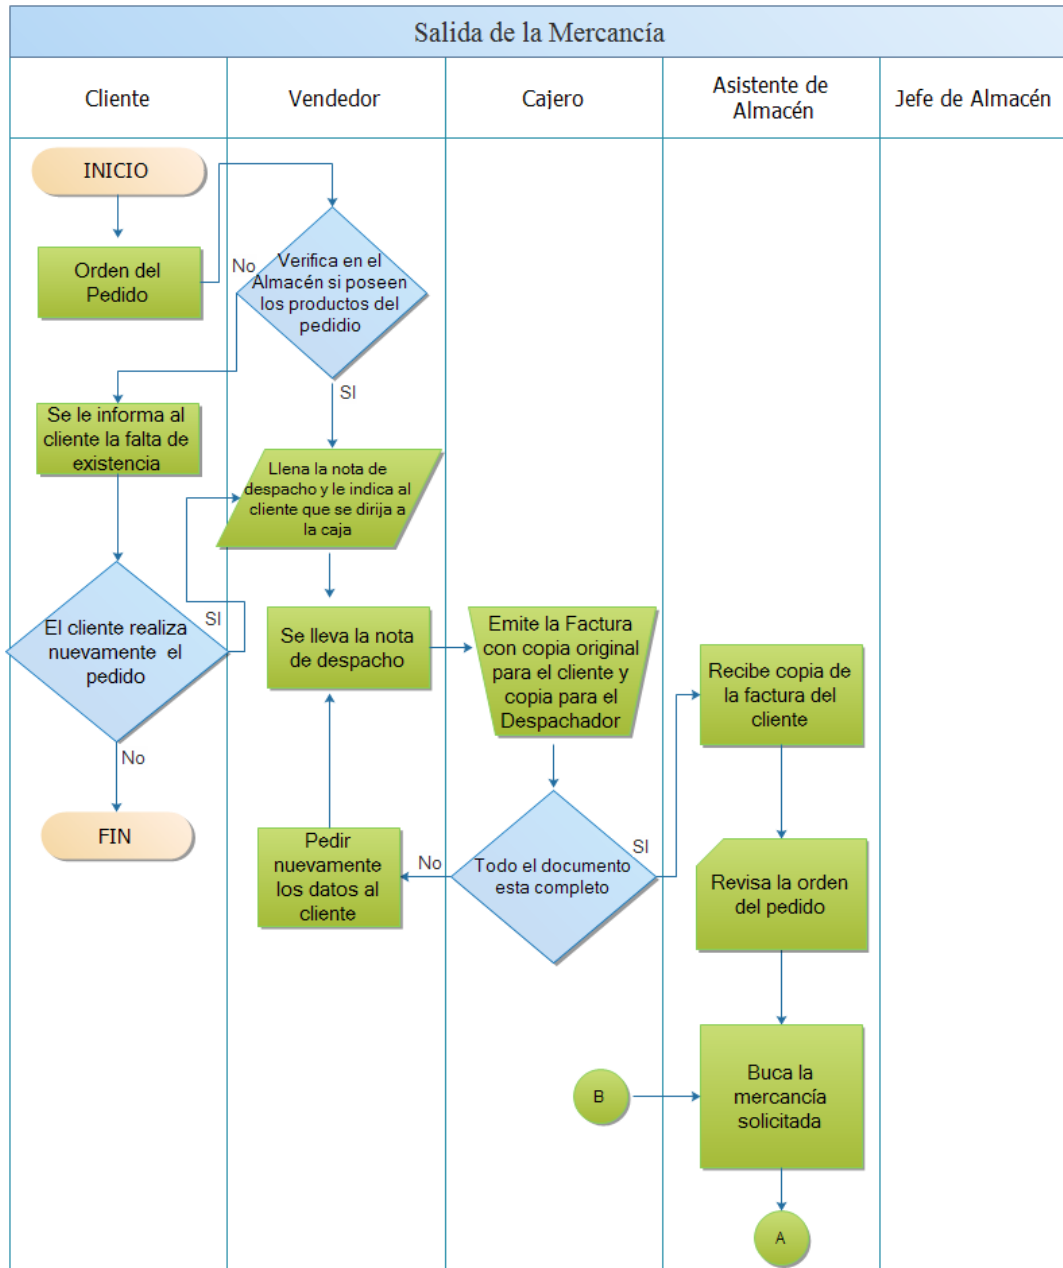 Salida de la Mercancía
Cliente
Vendedor
Cajero
Asistente de
Almacén
Jefe de Almacén
INICIO
Orden del
Pedido
No
Verifica en el
Almacén si poseen
los productos del
pedidio
SI
Se le informa al
cliente la falta de
existencia
Llena la nota de
despacho y le indica al
cliente que se dirija a
la caja
El cliente realiza
nuevamente el
pedido
SI
No
FIN
Se lleva la nota
de despacho
Emite la Factura
con copia original
para el cliente y
copia para el
Despachador
Recibe copia de
la factura del
cliente
Pedir
nuevamente
los datos al
cliente
No
Todo el documento
esta completo
SI
Revisa la orden
del pedido
B
Buca la
mercancía
solicitada
A